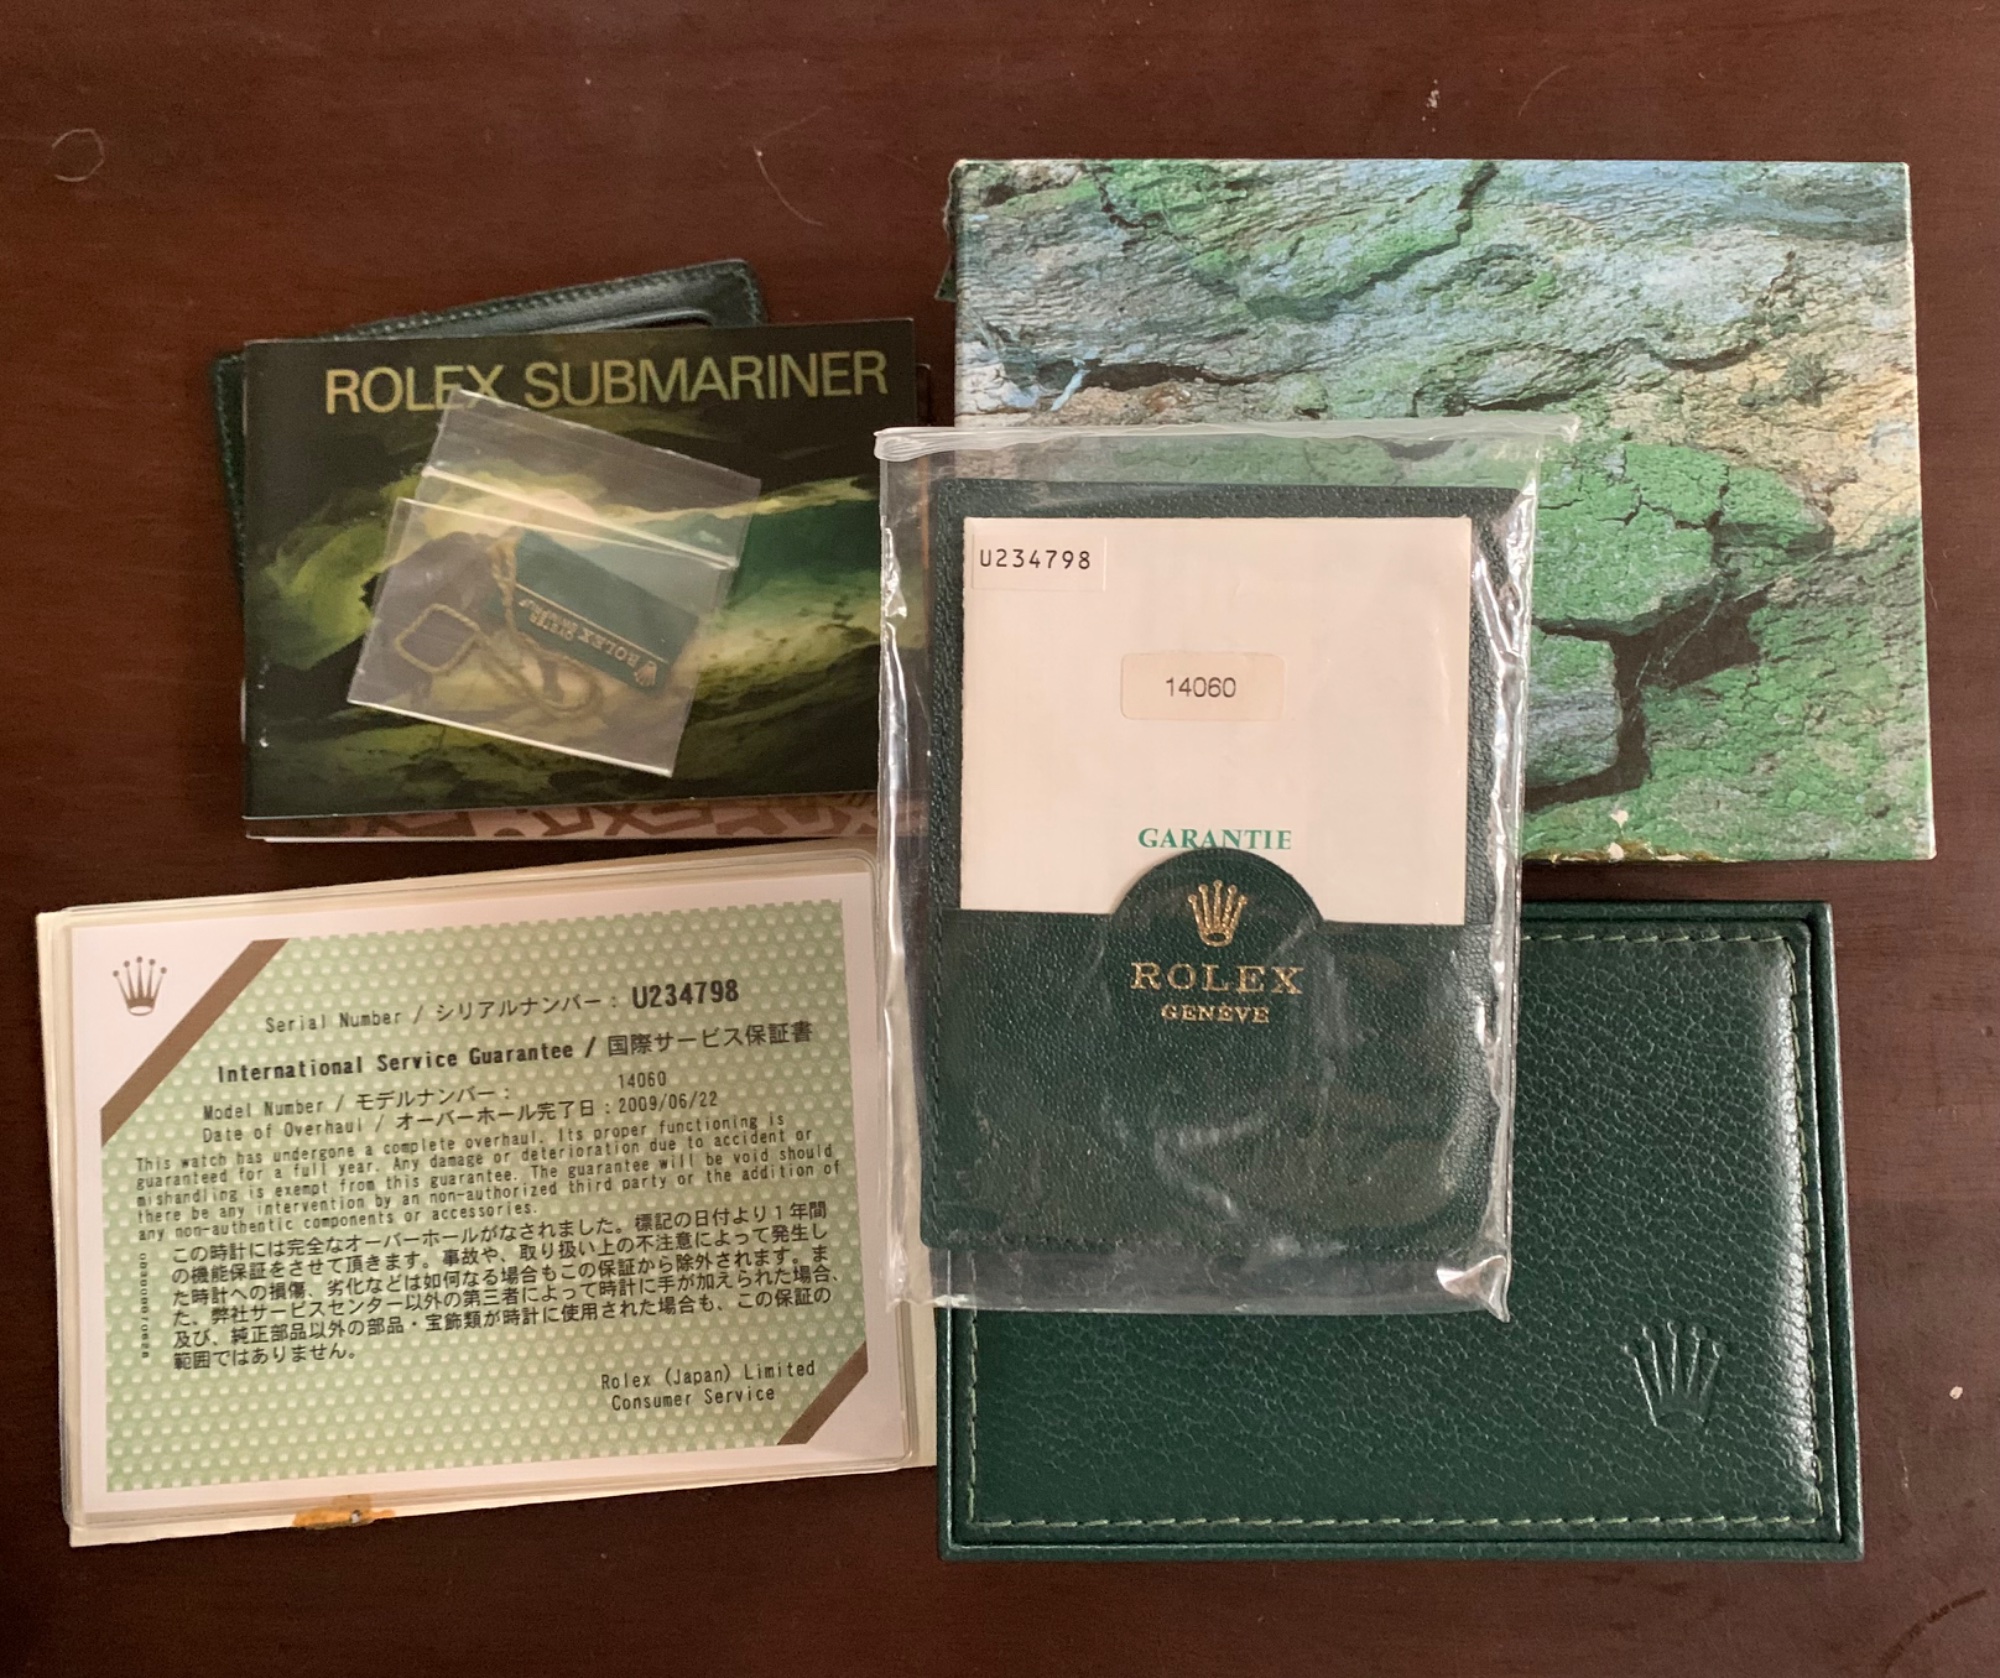 ROLEX SUBMARINER
ROLEX OYSTER
U234798
14060
GARANTIE
ROLEX
GENÈVE
Serial Number / シリアルナンバー : U234798
International Service Guarantee / 国際サービス保証書
Model Number / モデルナンバー : 14060
Date of Overhaul / オーバーホール完了日 : 2009/06/22
This watch has undergone a complete overhaul. Its proper functioning is
guaranteed for a full year. Any damage or deterioration due to accident or
mishandling is exempt from this guarantee. The guarantee will be void should
there be any intervention by an non-authorized third party or the addition of
any non-authentic components or accessories.
この時計には完全なオーバーホールがなされました。標記の日付より1年間
の機能保証をさせて頂きます。事故や、取り扱い上の不注意によって発生し
た時計への損傷、劣化などは如何なる場合もこの保証から除外されます。ま
た、弊社サービスセンター以外の第三者によって時計に手が加えられた場合、
及び、純正部品以外の部品・宝飾類が時計に使用された場合も、この保証の
範囲ではありません。
Rolex (Japan) Limited
Consumer Service